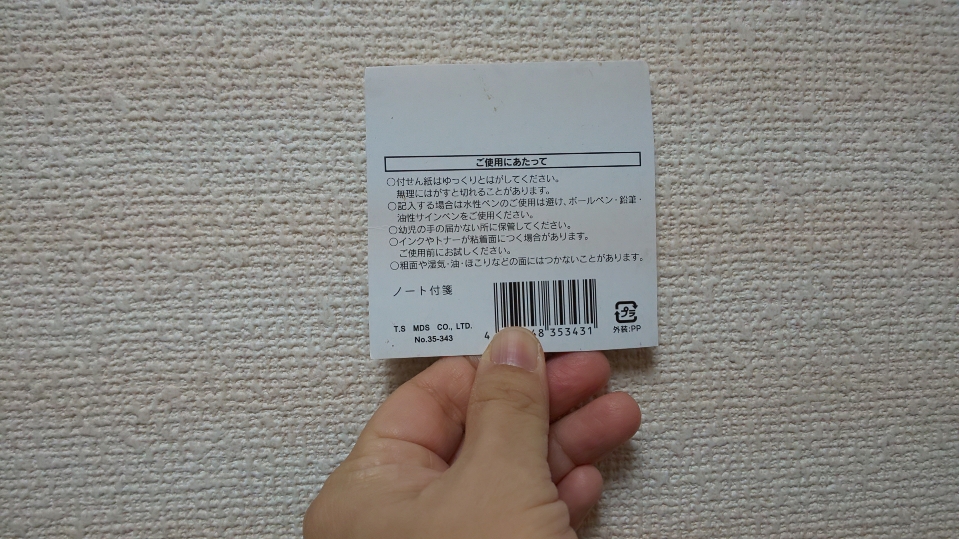 ご使用にあたって
○付せん紙はゆっくりとはがしてください。
無理にはがすと切れることがあります。
○記入する場合は水性ペンのご使用は避け、ボールペン・鉛筆・
油性サインペンをご使用ください。
○幼児の手の届かない所に保管してください。
○インクやトナーが粘着面につく場合があります。
ご使用前にお試しください。
○粗面や湿気・油・ほこりなどの面にはつかないことがあります。
ノート付箋
T.S MDS CO., LTD.
No.35-343
4 48 353431
プラ
外装:PP